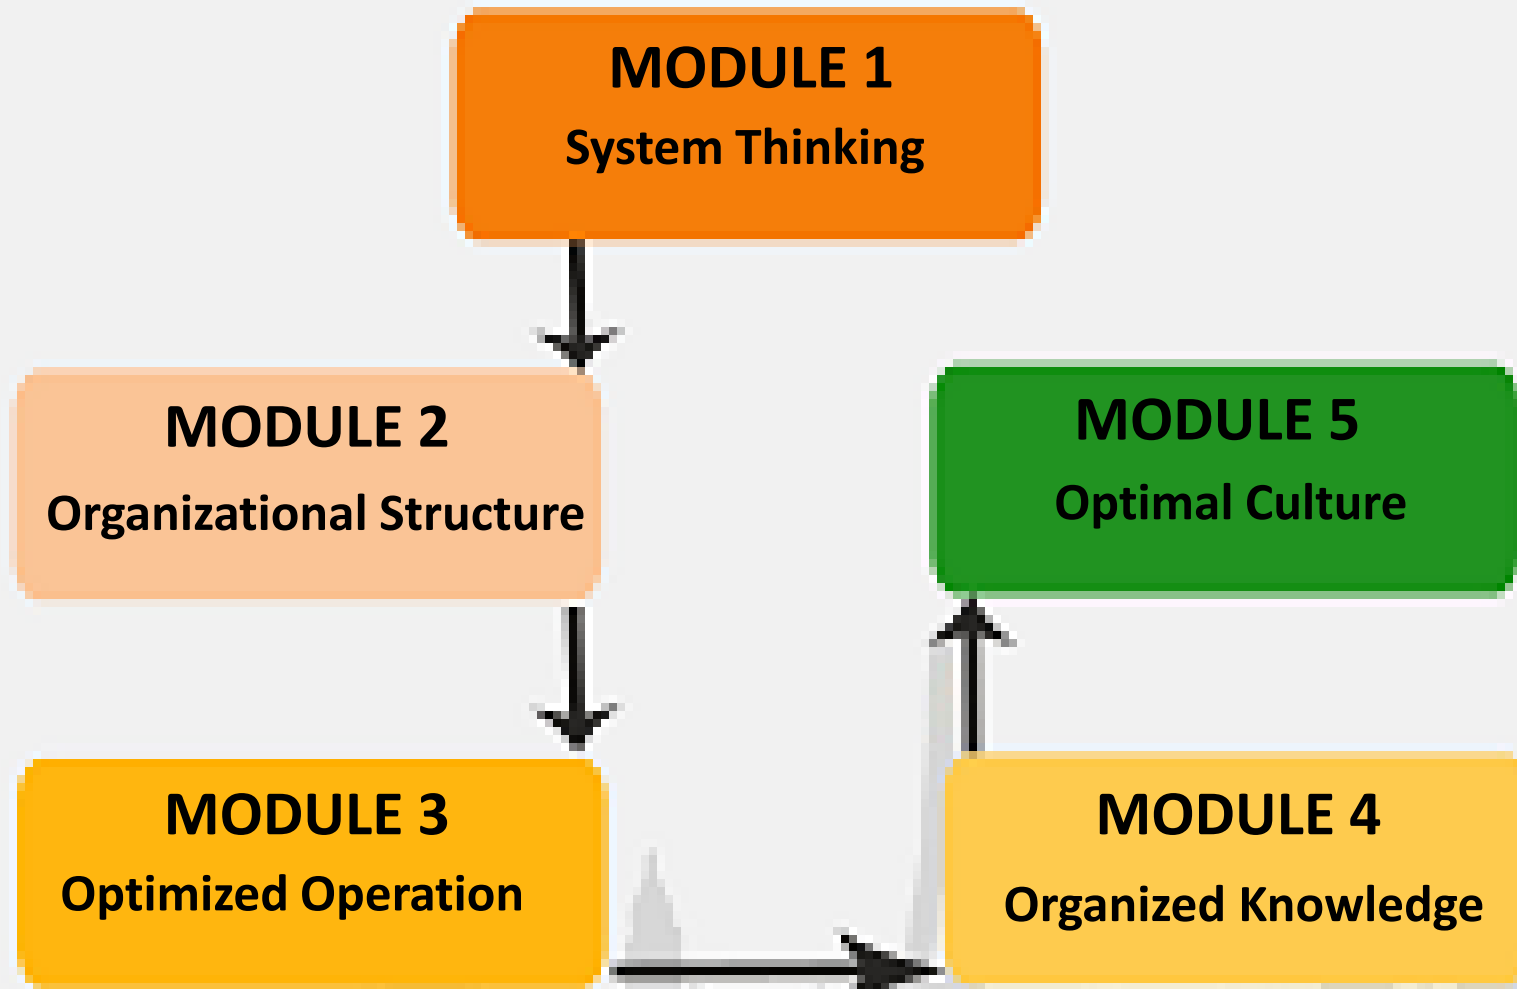 MODULE 1
System Thinking
MODULE 2
Organizational Structure
MODULE 5
Optimal Culture
MODULE 3
Optimized Operation
MODULE 4
Organized Knowledge